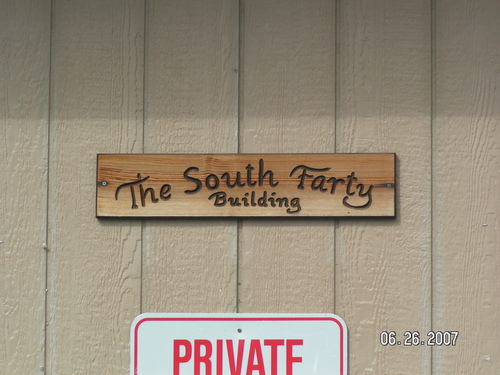 The South Farty
Building
PRIVATE
06.26.2007